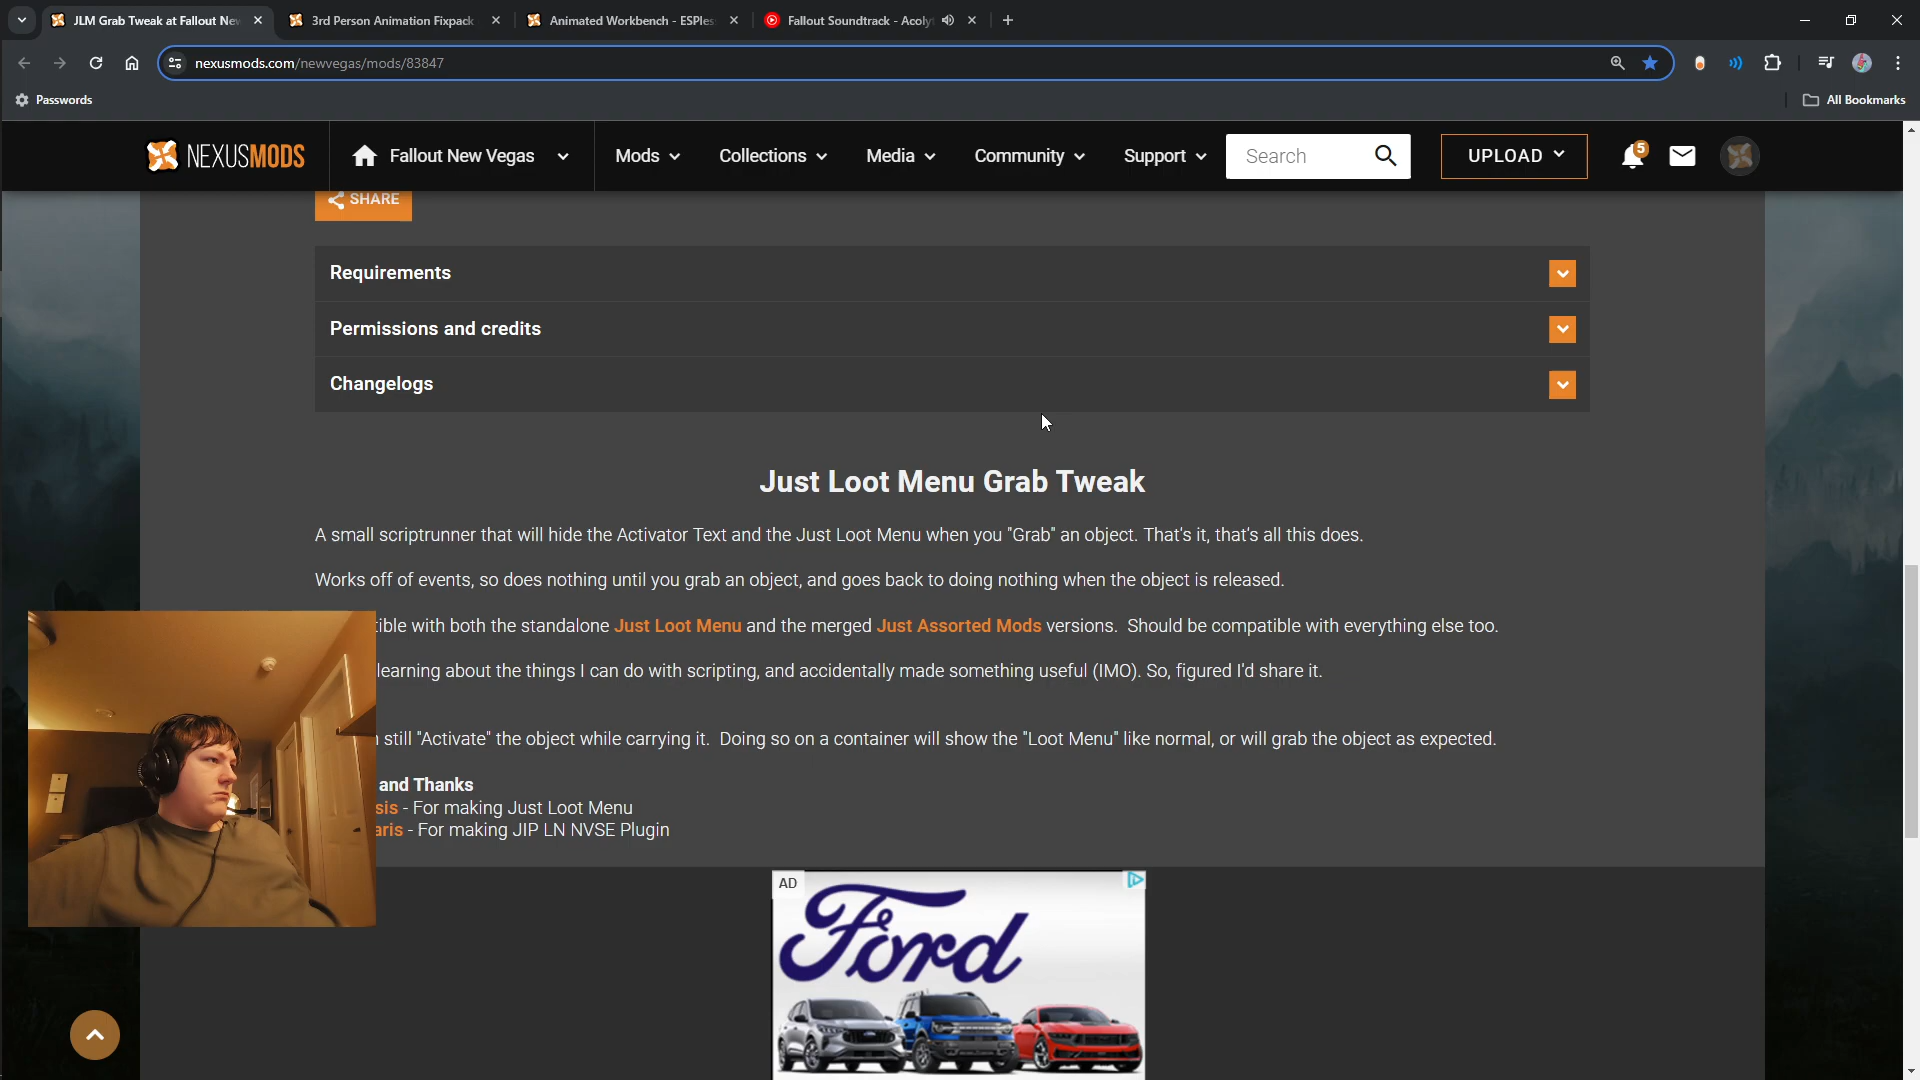 JLM Grab Tweak at Fallout Ne
3rd Person Animation Fixpack
Animated Workbench - ESPles
Fallout Soundtrack - Acoly
nexusmods.com/newvegas/mods/83847
Passwords
All Bookmarks
NEXUSMODS
Fallout New Vegas
Mods
Collections
Media
Community
Support
Search
UPLOAD
5
SHARE
Requirements
Permissions and credits
Changelogs
Just Loot Menu Grab Tweak
A small scriptrunner that will hide the Activator Text and the Just Loot Menu when you "Grab" an object. That's it, that's all this does.
Works off of events, so does nothing until you grab an object, and goes back to doing nothing when the object is released.
ible with both the standalone Just Loot Menu and the merged Just Assorted Mods versions. Should be compatible with everything else too.
learning about the things I can do with scripting, and accidentally made something useful (IMO). So, figured I'd share it.
still "Activate" the object while carrying it. Doing so on a container will show the "Loot Menu" like normal, or will grab the object as expected.
and Thanks
sis - For making Just Loot Menu
aris - For making JIP LN NVSE Plugin
AD
Ford